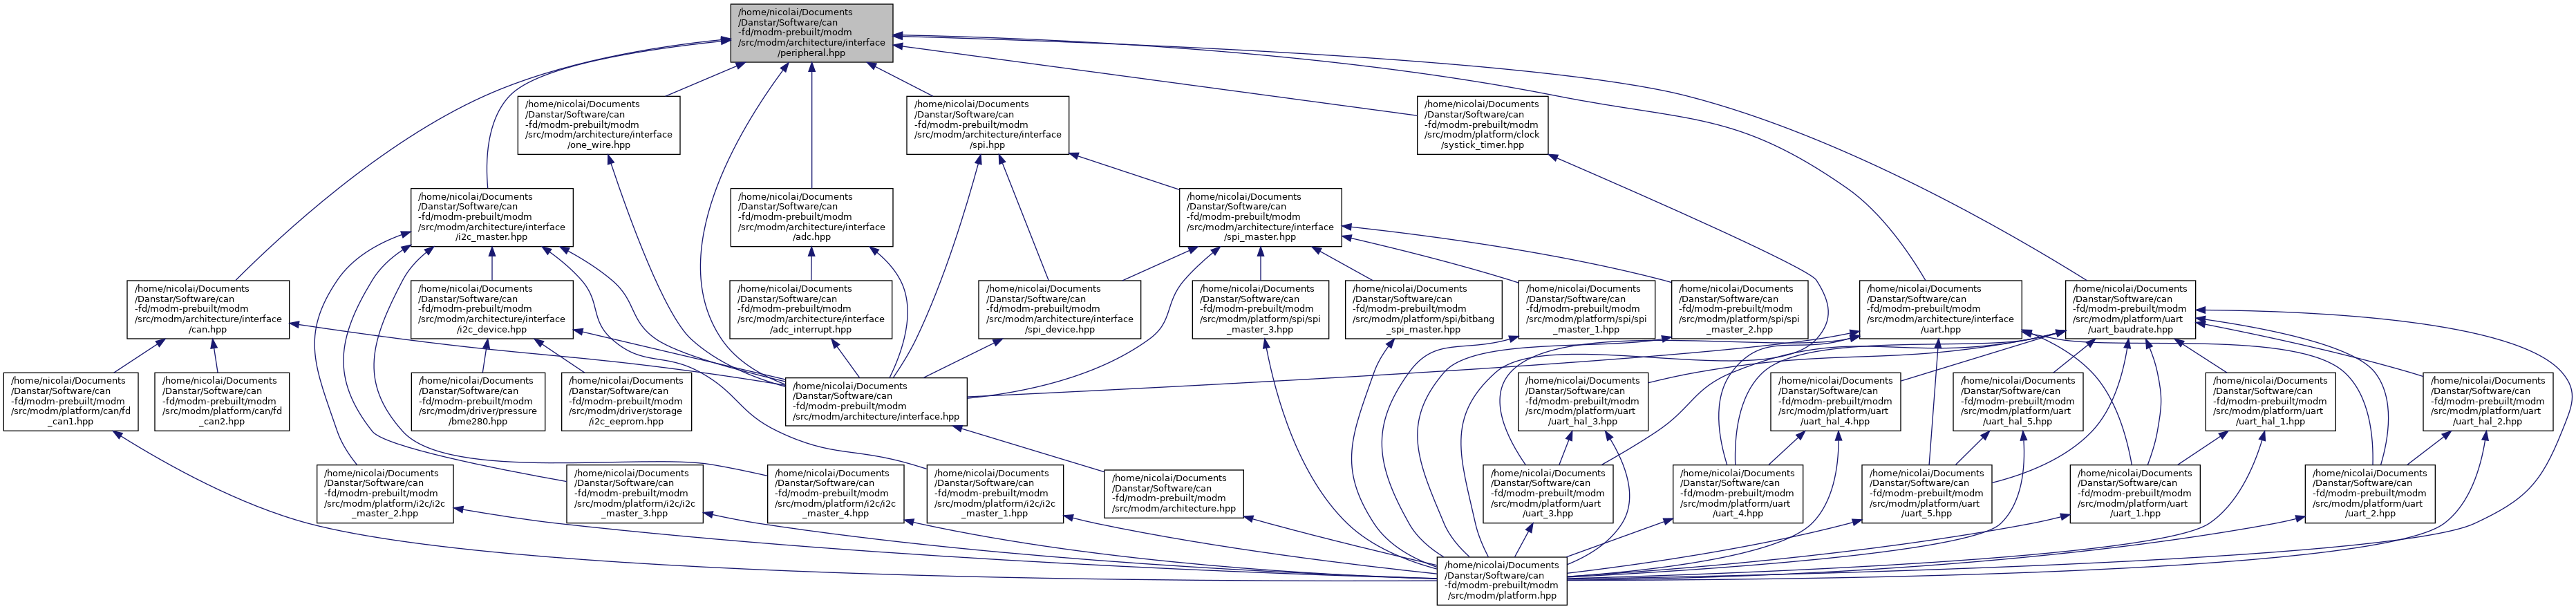 /home/nicolai/Documents
/Danstar/Software/can
-fd/modm-prebuilt/modm
/src/modm/architecture/interface
/peripheral.hpp
/home/nicolai/Documents
/Danstar/Software/can
-fd/modm-prebuilt/modm
/src/modm/architecture/interface
/one_wire.hpp
/home/nicolai/Documents
/Danstar/Software/can
-fd/modm-prebuilt/modm
/src/modm/architecture/interface
/spi.hpp
/home/nicolai/Documents
/Danstar/Software/can
-fd/modm-prebuilt/modm
/src/modm/platform/clock
/systick_timer.hpp
/home/nicolai/Documents
/Danstar/Software/can
-fd/modm-prebuilt/modm
/src/modm/architecture/interface
/i2c_master.hpp
/home/nicolai/Documents
/Danstar/Software/can
-fd/modm-prebuilt/modm
/src/modm/architecture/interface
/adc.hpp
/home/nicolai/Documents
/Danstar/Software/can
-fd/modm-prebuilt/modm
/src/modm/architecture/interface
/spi_master.hpp
/home/nicolai/Documents
/Danstar/Software/can
-fd/modm-prebuilt/modm
/src/modm/architecture/interface
/can.hpp
/home/nicolai/Documents
/Danstar/Software/can
-fd/modm-prebuilt/modm
/src/modm/architecture/interface
/i2c_device.hpp
/home/nicolai/Documents
/Danstar/Software/can
-fd/modm-prebuilt/modm
/src/modm/architecture/interface
/adc_interrupt.hpp
/home/nicolai/Documents
/Danstar/Software/can
-fd/modm-prebuilt/modm
/src/modm/architecture/interface
/spi_device.hpp
/home/nicolai/Documents
/Danstar/Software/can
-fd/modm-prebuilt/modm
/src/modm/platform/spi/spi
_master_3.hpp
/home/nicolai/Documents
/Danstar/Software/can
-fd/modm-prebuilt/modm
/src/modm/platform/spi/bitbang
_spi_master.hpp
/home/nicolai/Documents
/Danstar/Software/can
-fd/modm-prebuilt/modm
/src/modm/platform/spi/spi
_master_1.hpp
/home/nicolai/Documents
/Danstar/Software/can
-fd/modm-prebuilt/modm
/src/modm/platform/spi/spi
_master_2.hpp
/home/nicolai/Documents
/Danstar/Software/can
-fd/modm-prebuilt/modm
/src/modm/architecture/interface
/uart.hpp
/home/nicolai/Documents
/Danstar/Software/can
-fd/modm-prebuilt/modm
/src/modm/platform/uart
/uart_baudrate.hpp
/home/nicolai/Documents
/Danstar/Software/can
-fd/modm-prebuilt/modm
/src/modm/platform/can/fd
_can1.hpp
/home/nicolai/Documents
/Danstar/Software/can
-fd/modm-prebuilt/modm
/src/modm/platform/can/fd
_can2.hpp
/home/nicolai/Documents
/Danstar/Software/can
-fd/modm-prebuilt/modm
/src/modm/driver/pressure
/bme280.hpp
/home/nicolai/Documents
/Danstar/Software/can
-fd/modm-prebuilt/modm
/src/modm/driver/storage
/i2c_eeprom.hpp
/home/nicolai/Documents
/Danstar/Software/can
-fd/modm-prebuilt/modm
/src/modm/architecture/interface.hpp
/home/nicolai/Documents
/Danstar/Software/can
-fd/modm-prebuilt/modm
/src/modm/platform/uart
/uart_hal_3.hpp
/home/nicolai/Documents
/Danstar/Software/can
-fd/modm-prebuilt/modm
/src/modm/platform/uart
/uart_hal_4.hpp
/home/nicolai/Documents
/Danstar/Software/can
-fd/modm-prebuilt/modm
/src/modm/platform/uart
/uart_hal_5.hpp
/home/nicolai/Documents
/Danstar/Software/can
-fd/modm-prebuilt/modm
/src/modm/platform/uart
/uart_hal_1.hpp
/home/nicolai/Documents
/Danstar/Software/can
-fd/modm-prebuilt/modm
/src/modm/platform/uart
/uart_hal_2.hpp
/home/nicolai/Documents
/Danstar/Software/can
-fd/modm-prebuilt/modm
/src/modm/platform/i2c/i2c
_master_2.hpp
/home/nicolai/Documents
/Danstar/Software/can
-fd/modm-prebuilt/modm
/src/modm/platform/i2c/i2c
_master_3.hpp
/home/nicolai/Documents
/Danstar/Software/can
-fd/modm-prebuilt/modm
/src/modm/platform/i2c/i2c
_master_4.hpp
/home/nicolai/Documents
/Danstar/Software/can
-fd/modm-prebuilt/modm
/src/modm/platform/i2c/i2c
_master_1.hpp
/home/nicolai/Documents
/Danstar/Software/can
-fd/modm-prebuilt/modm
/src/modm/architecture.hpp
/home/nicolai/Documents
/Danstar/Software/can
-fd/modm-prebuilt/modm
/src/modm/platform/uart
/uart_3.hpp
/home/nicolai/Documents
/Danstar/Software/can
-fd/modm-prebuilt/modm
/src/modm/platform/uart
/uart_4.hpp
/home/nicolai/Documents
/Danstar/Software/can
-fd/modm-prebuilt/modm
/src/modm/platform/uart
/uart_5.hpp
/home/nicolai/Documents
/Danstar/Software/can
-fd/modm-prebuilt/modm
/src/modm/platform/uart
/uart_1.hpp
/home/nicolai/Documents
/Danstar/Software/can
-fd/modm-prebuilt/modm
/src/modm/platform/uart
/uart_2.hpp
/home/nicolai/Documents
/Danstar/Software/can
-fd/modm-prebuilt/modm
/src/modm/platform.hpp